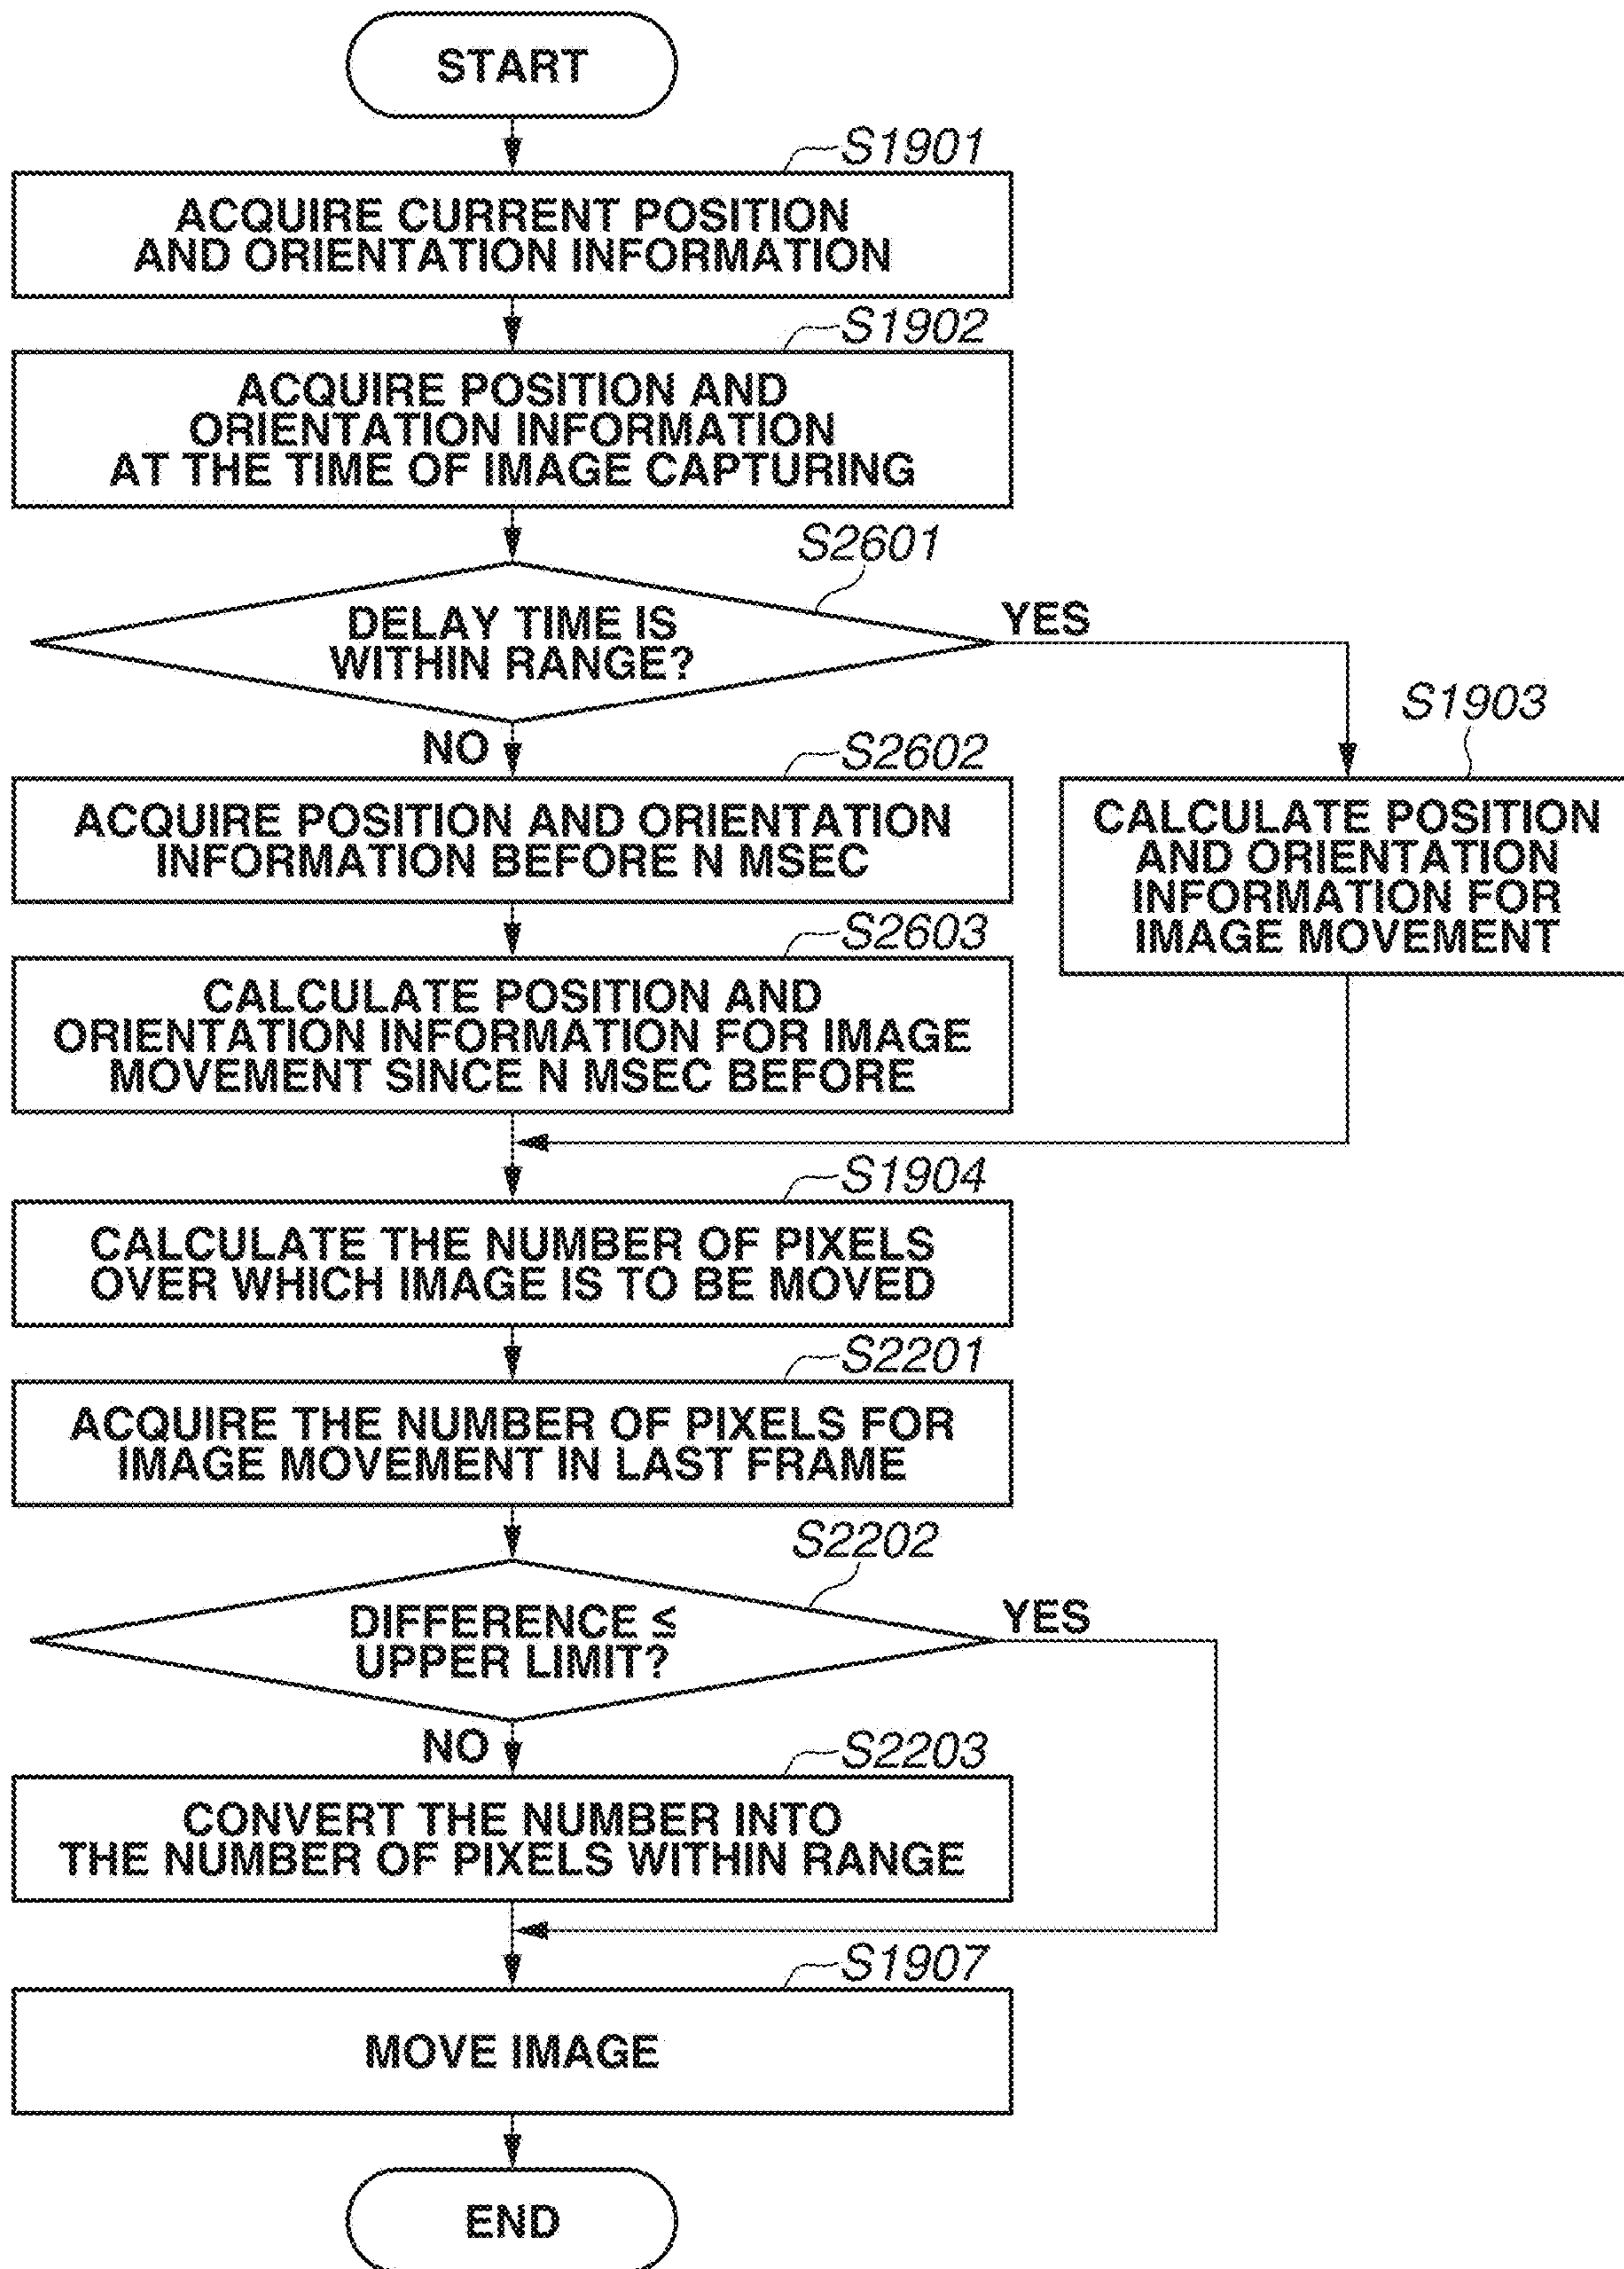 START
S1901
ACQUIRE CURRENT POSITION
AND ORIENTATION INFORMATION
S1902
ACQUIRE POSITION AND
ORIENTATION INFORMATION
AT THE TIME OF IMAGE CAPTURING
S2601
DELAY TIME IS
WITHIN RANGE?
YES
NO
S1903
CALCULATE POSITION
AND ORIENTATION
INFORMATION FOR
IMAGE MOVEMENT
S2602
ACQUIRE POSITION AND ORIENTATION
INFORMATION BEFORE N MSEC
S2603
CALCULATE POSITION AND
ORIENTATION INFORMATION FOR IMAGE
MOVEMENT SINCE N MSEC BEFORE
S1904
CALCULATE THE NUMBER OF PIXELS
OVER WHICH IMAGE IS TO BE MOVED
S2201
ACQUIRE THE NUMBER OF PIXELS FOR
IMAGE MOVEMENT IN LAST FRAME
S2202
DIFFERENCE ≤
UPPER LIMIT?
YES
NO
S2203
CONVERT THE NUMBER INTO
THE NUMBER OF PIXELS WITHIN RANGE
S1907
MOVE IMAGE
END